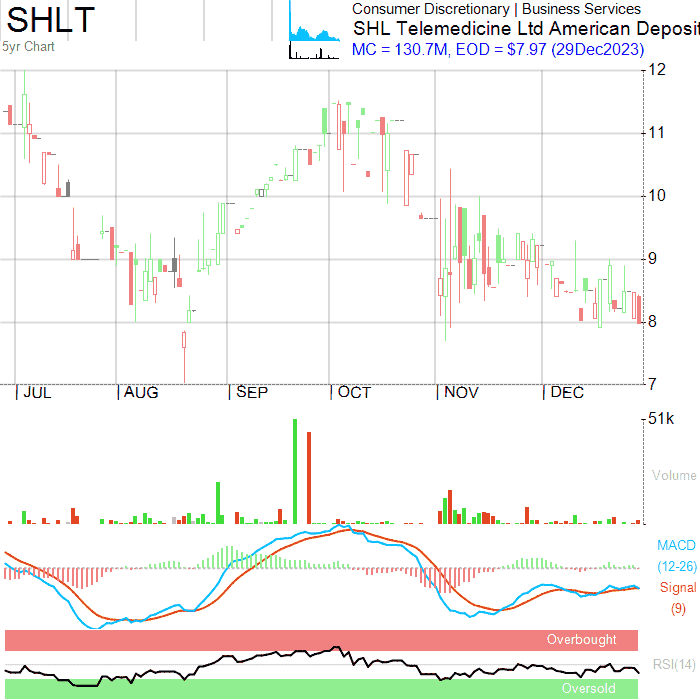 SHLT
5yr Chart
Consumer Discretionary | Business Services
SHL Telemedicine Ltd American Deposit
MC = 130.7M, EOD = $7.97 (29Dec2023)
12
11
10
9
8
7
JUL AUG SEP OCT NOV DEC
51k
Volume
MACD
(12-26)
Signal
(9)
Overbought
RSI(14)
Oversold